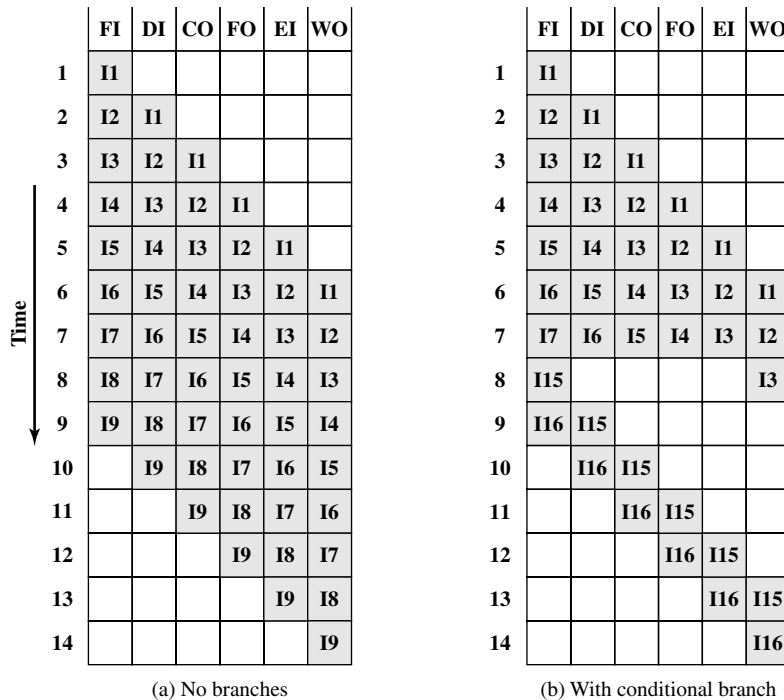 FI DI CO FO EI WO
1 I1
2 I2 I1
3 I3 I2 I1
4 I4 I3 I2 I1
5 I5 I4 I3 I2 I1
6 I6 I5 I4 I3 I2 I1
7 I7 I6 I5 I4 I3 I2
8 I8 I7 I6 I5 I4 I3
9 I9 I8 I7 I6 I5 I4
10 I9 I8 I7 I6 I5
11 I9 I8 I7 I6
12 I9 I8 I7
13 I9 I8
14 I9
Time
(a) No branches
FI DI CO FO EI WO
1 I1
2 I2 I1
3 I3 I2 I1
4 I4 I3 I2 I1
5 I5 I4 I3 I2 I1
6 I6 I5 I4 I3 I2 I1
7 I7 I6 I5 I4 I3 I2
8 I15 I3
9 I16 I15
10 I16 I15
11 I16 I15
12 I16 I15
13 I16 I15
14 I16
(b) With conditional branch